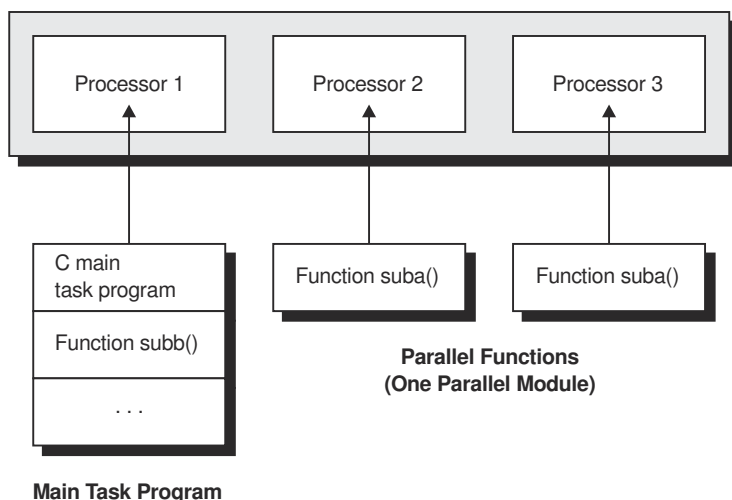 Processor 1
Processor 2
Processor 3
C main
task program
Function subb()
. . .
Function suba()
Function suba()
Parallel Functions
(One Parallel Module)
Main Task Program